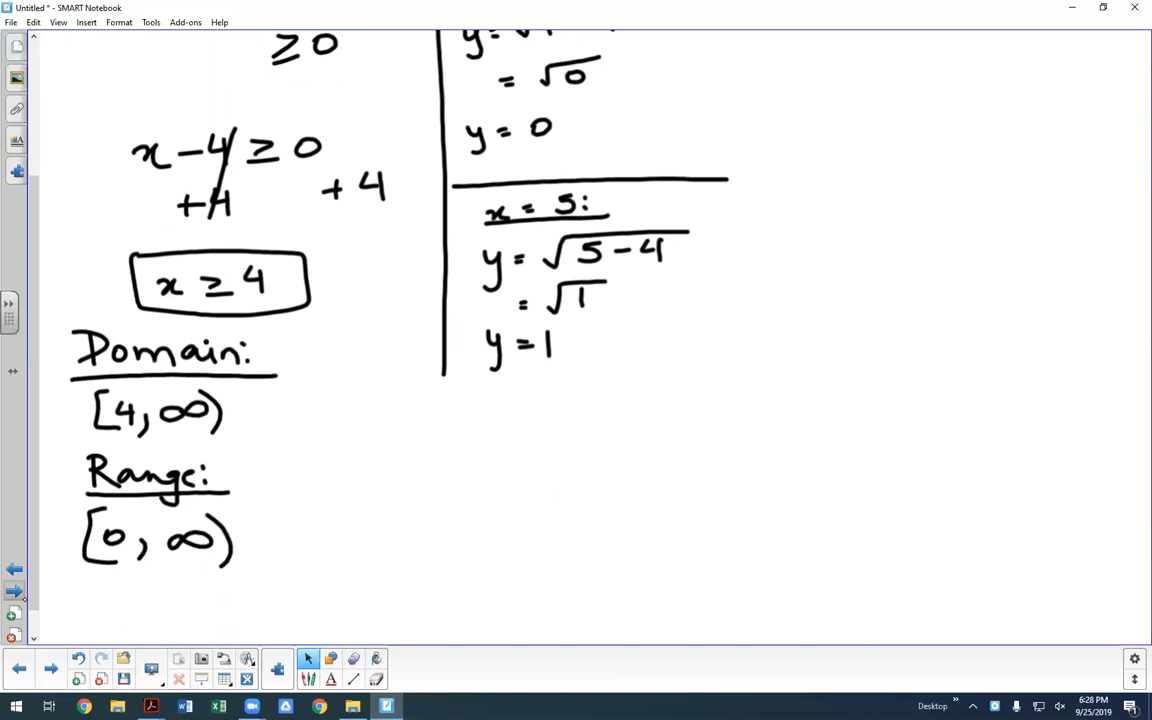 Untitled * - SMART Notebook
File Edit View Insert Format Tools Add-ons Help
≥ 0
x - 4 ≥ 0
+4 + 4
x ≥ 4
Domain:
[4, ∞)
Range:
[0, ∞)
= √0
y = 0
x = 5:
y = √5-4
= √1
y = 1
Desktop
6:28 PM
9/25/2019